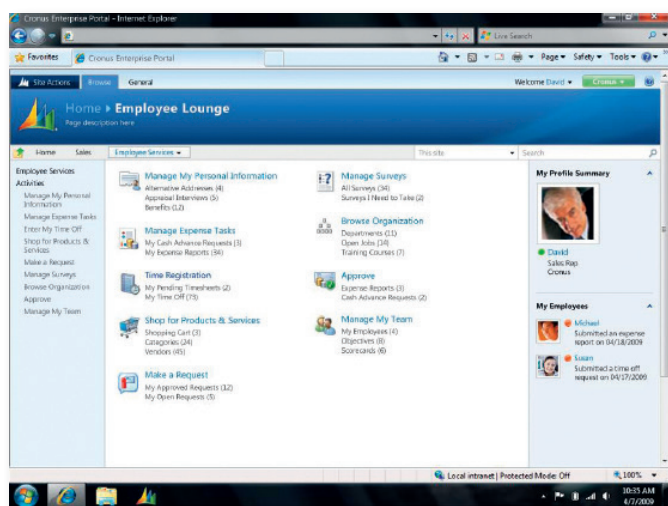 Cronus Enterprise Portal - Internet Explorer
Live Search
Favorites
Cronus Enterprise Portal
Page
Safety
Tools
Site Actions
Browse
General
Welcome David
Cronus
Home
Employee Lounge
Page description here
Home
Sales
Employee Services
This site
Search
Employee Services
Activities
Manage My Personal
Information
Manage Expense Tasks
Enter My Time Off
Shop for Products &
Services
Make a Request
Manage Surveys
Browse Organization
Approve
Manage My Team
Manage My Personal Information
Alternative Addresses (4)
Appraisal Interviews (5)
Benefits (12)
Manage Expense Tasks
My Cash Advance Requests (3)
My Expense Reports (34)
Time Registration
My Pending Timesheets (2)
My Time Off (73)
Shop for Products & Services
Shopping Cart (3)
Categories (24)
Vendors (45)
Make a Request
My Approved Requests (12)
My Open Requests (5)
Manage Surveys
All Surveys (34)
Surveys I Need to Take (2)
Browse Organization
Departments (11)
Open Jobs (14)
Training Courses (7)
Approve
Expense Reports (3)
Cash Advance Requests (2)
Manage My Team
My Employees (4)
Objectives (8)
Scorecards (6)
My Profile Summary
David
Sales Rep
Cronus
My Employees
Michael
Submitted an expense
report on 04/18/2009
Susan
Submitted a time off
request on 04/17/2009
Local intranet | Protected Mode: Off
100%
10:35 AM
4/7/2009